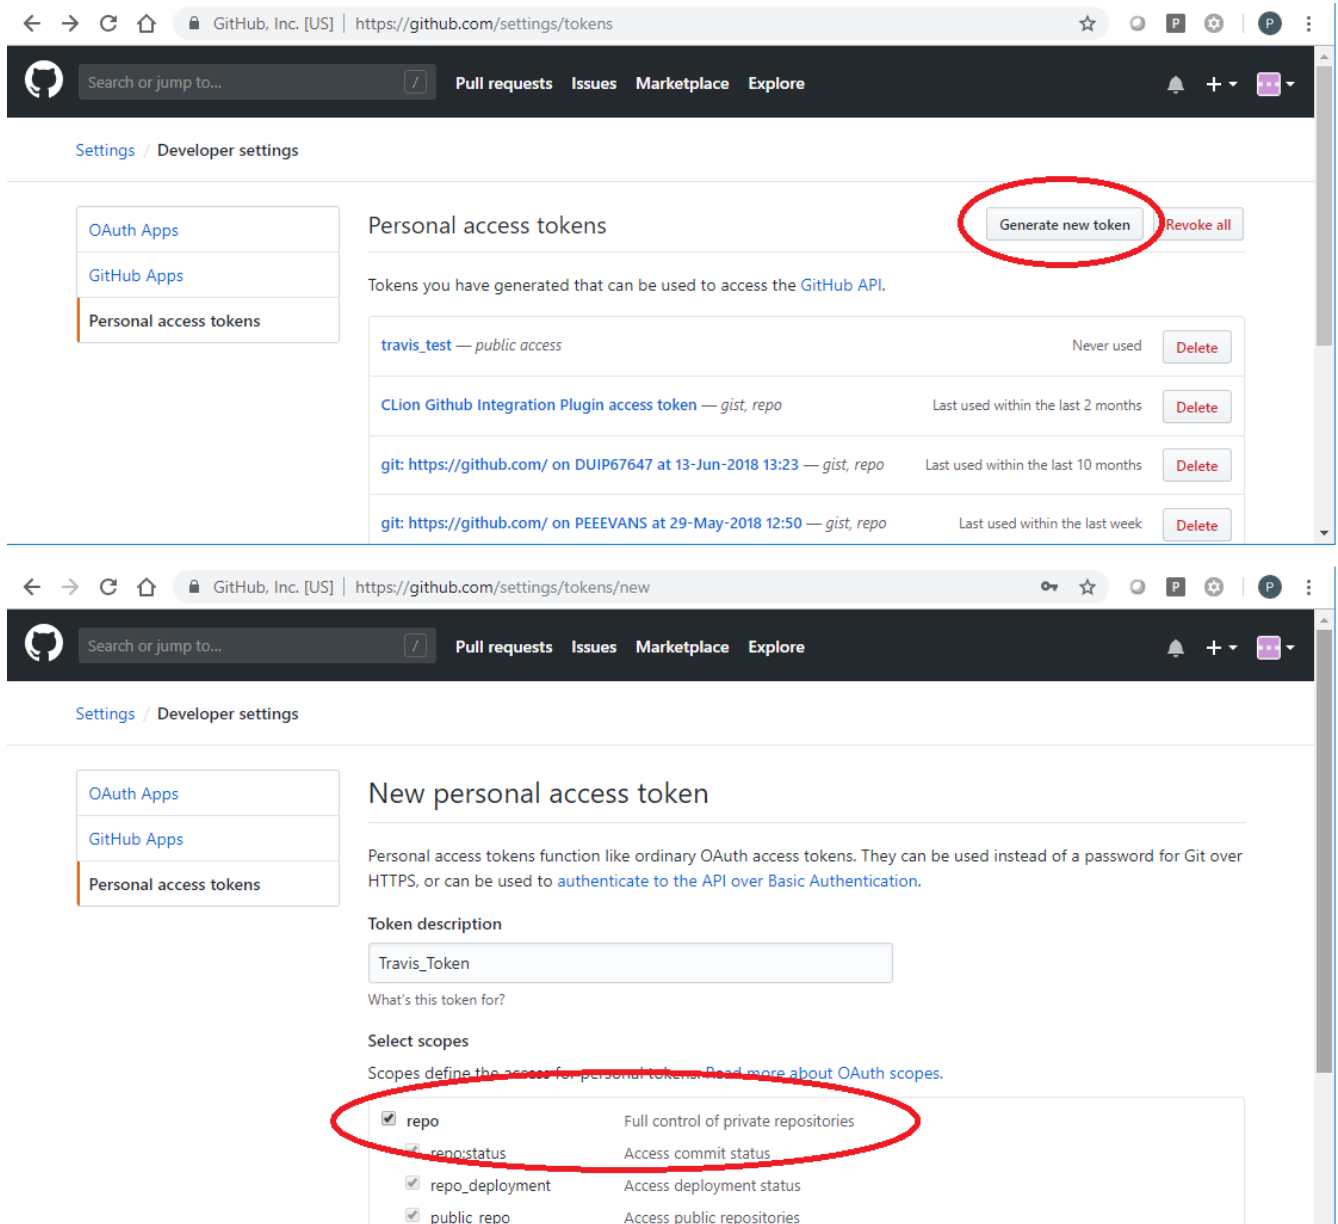 GitHub, Inc. [US] | https://github.com/settings/tokens
P P
Search or jump to... / Pull requests Issues Marketplace Explore
Settings / Developer settings
OAuth Apps
GitHub Apps
Personal access tokens
Personal access tokens Generate new token Revoke all
Tokens you have generated that can be used to access the GitHub API.
travis_test — public access Never used Delete
CLion Github Integration Plugin access token — gist, repo Last used within the last 2 months Delete
git: https://github.com/ on DUIP67647 at 13-Jun-2018 13:23 — gist, repo Last used within the last 10 months Delete
git: https://github.com/ on PEEEVANS at 29-May-2018 12:50 — gist, repo Last used within the last week Delete
GitHub, Inc. [US] | https://github.com/settings/tokens/new
P P
Search or jump to... / Pull requests Issues Marketplace Explore
Settings / Developer settings
OAuth Apps
GitHub Apps
Personal access tokens
New personal access token
Personal access tokens function like ordinary OAuth access tokens. They can be used instead of a password for Git over
HTTPS, or can be used to authenticate to the API over Basic Authentication.
Token description
Travis_Token
What's this token for?
Select scopes
Scopes define the access for personal tokens. Read more about OAuth scopes.
repo Full control of private repositories
repo:status Access commit status
repo_deployment Access deployment status
public_repo Access public repositories